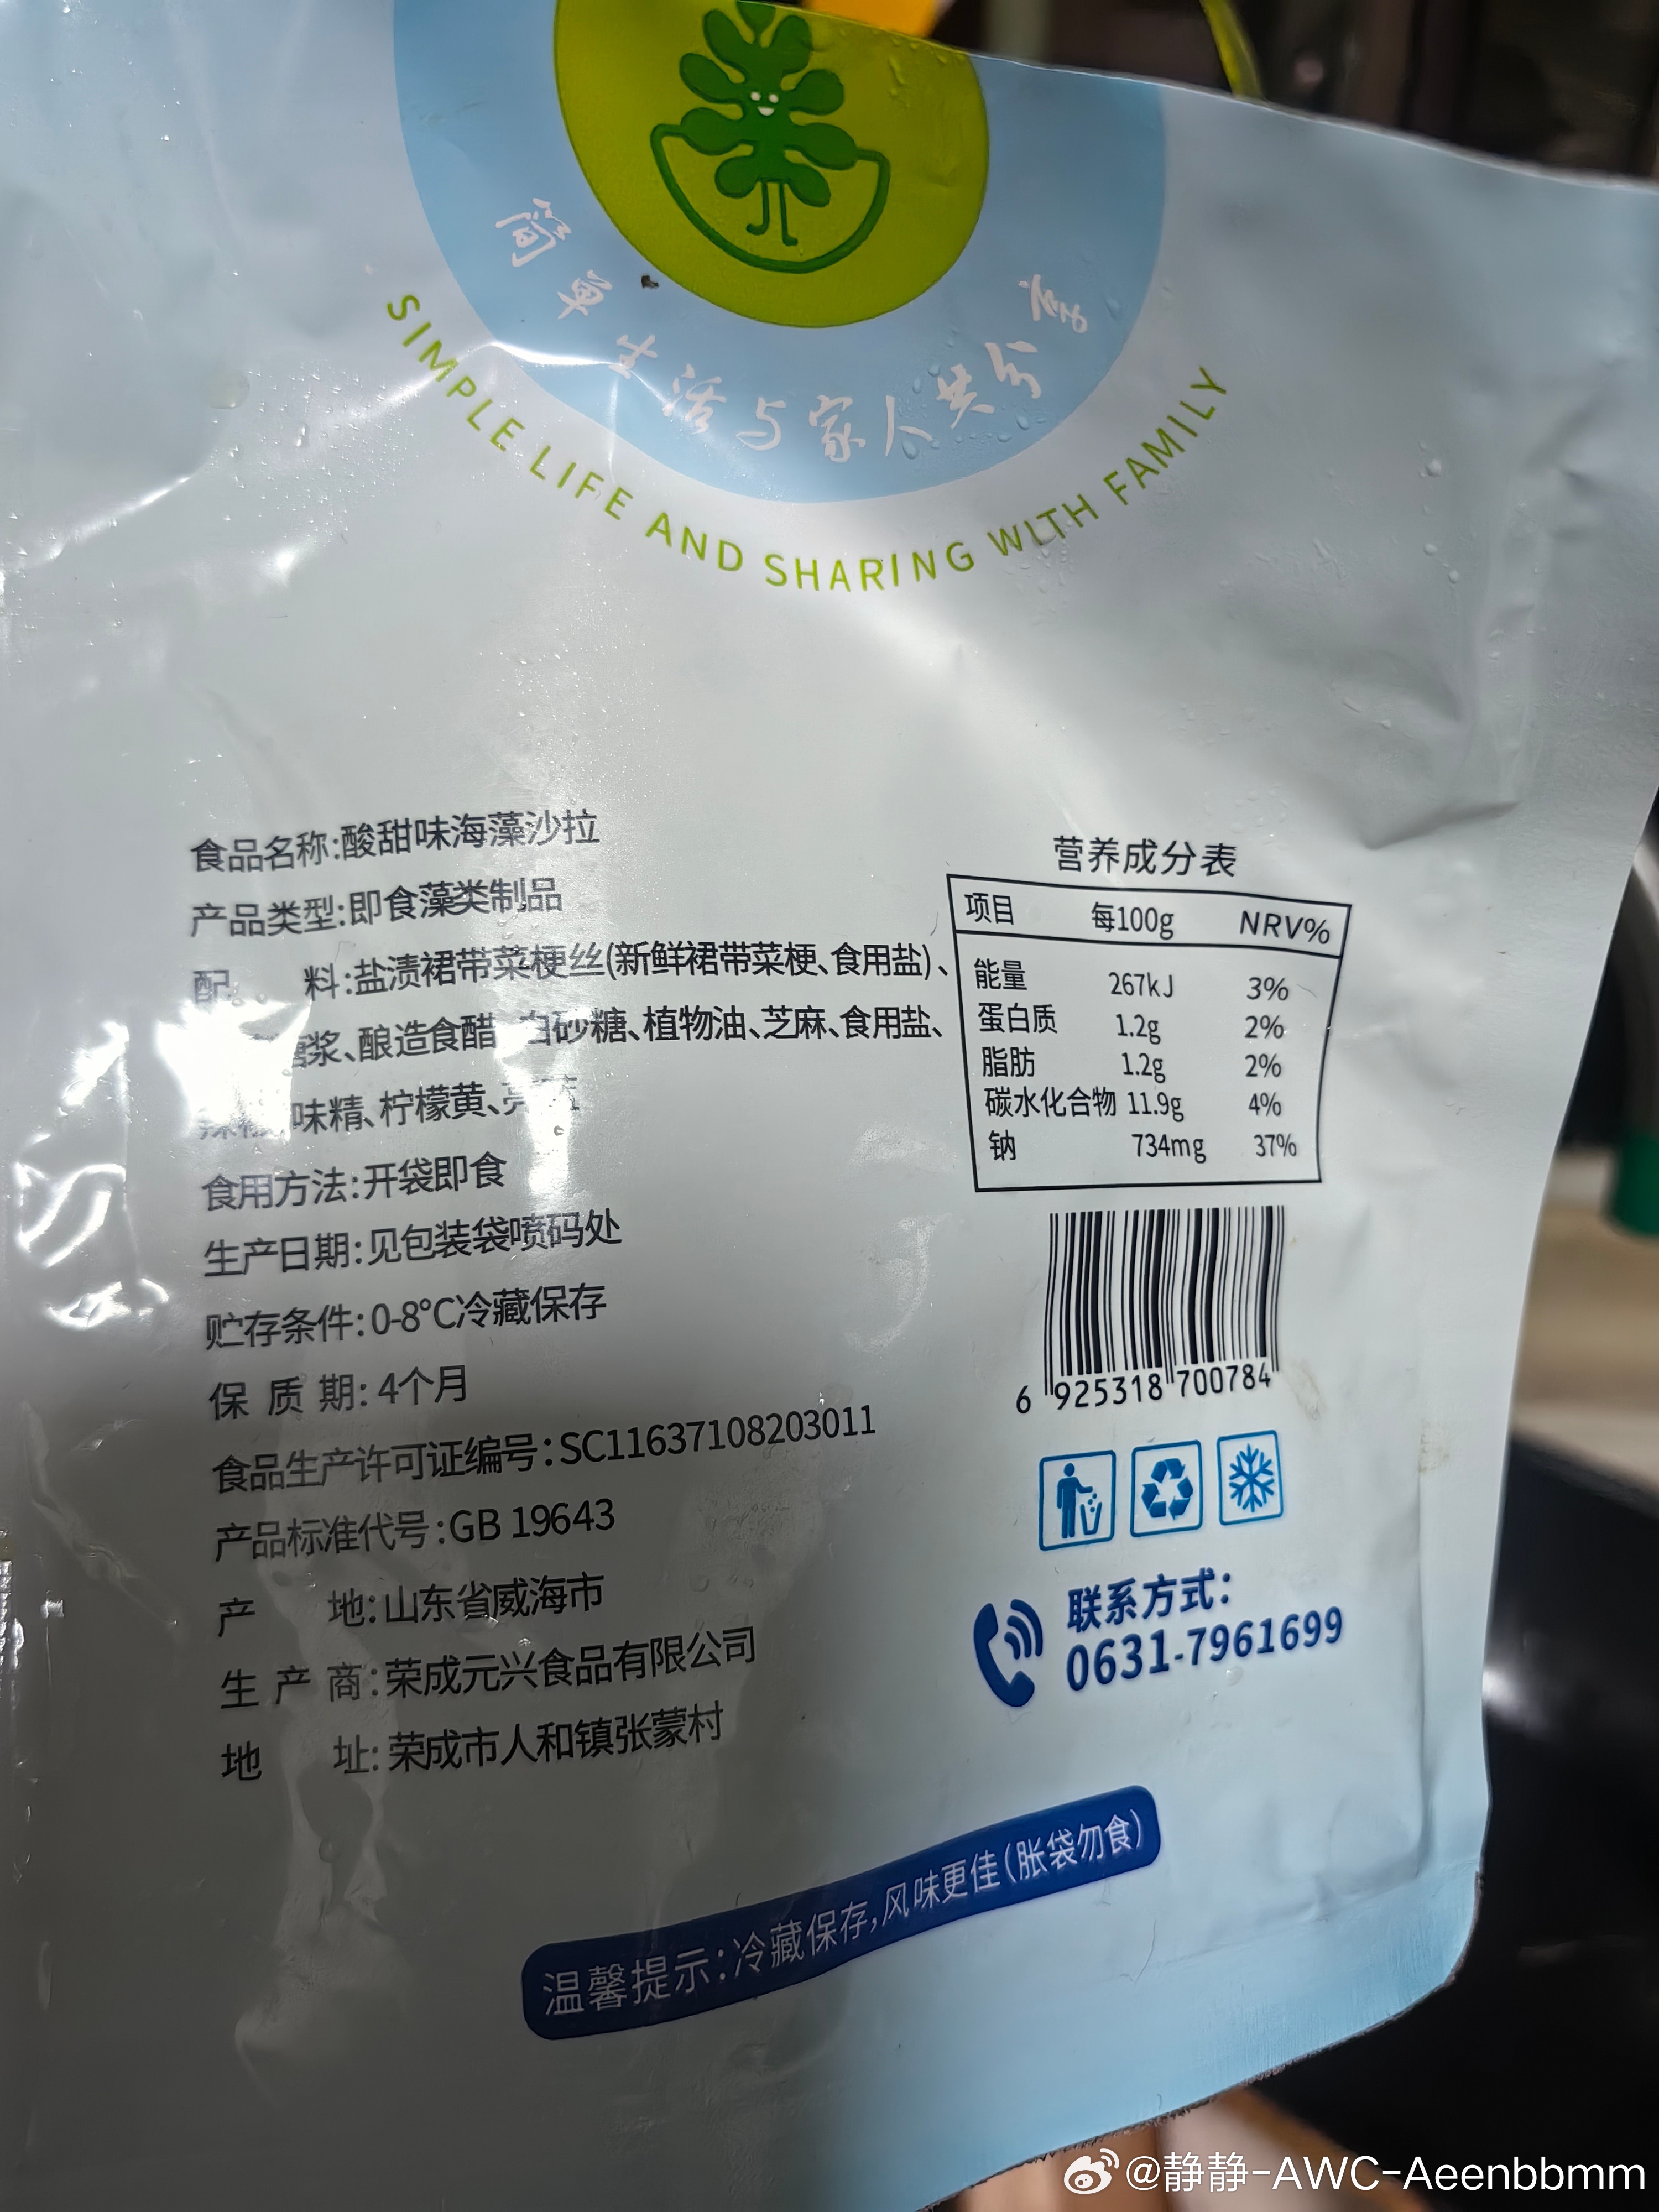 简单生活与家人共分享
SIMPLE LIFE AND SHARING WITH FAMILY
食品名称:酸甜味海藻沙拉
产品类型:即食藻类制品
配 料:盐渍裙带菜梗丝(新鲜裙带菜梗、食用盐)、
糖浆、酿造食醋、白砂糖、植物油、芝麻、食用盐、
味精、柠檬黄、
食用方法:开袋即食
生产日期:见包装袋喷码处
贮存条件:0-8°C冷藏保存
保 质 期:4个月
食品生产许可证编号:SC11637108203011
产品标准代号:GB 19643
产 地:山东省威海市
生 产 商:荣成元兴食品有限公司
地 址:荣成市人和镇张蒙村
营养成分表
项目 每100g NRV%
能量 267kJ 3%
蛋白质 1.2g 2%
脂肪 1.2g 2%
碳水化合物 11.9g 4%
钠 734mg 37%
6 925318 700784
联系方式:
0631-7961699
温馨提示:冷藏保存,风味更佳(胀袋勿食)
@静静-AWC-Aeenbbmm